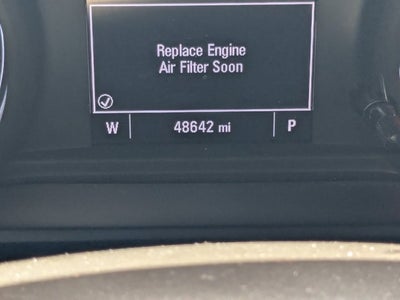 Replace Engine
Air Filter Soon
W 48642 mi P